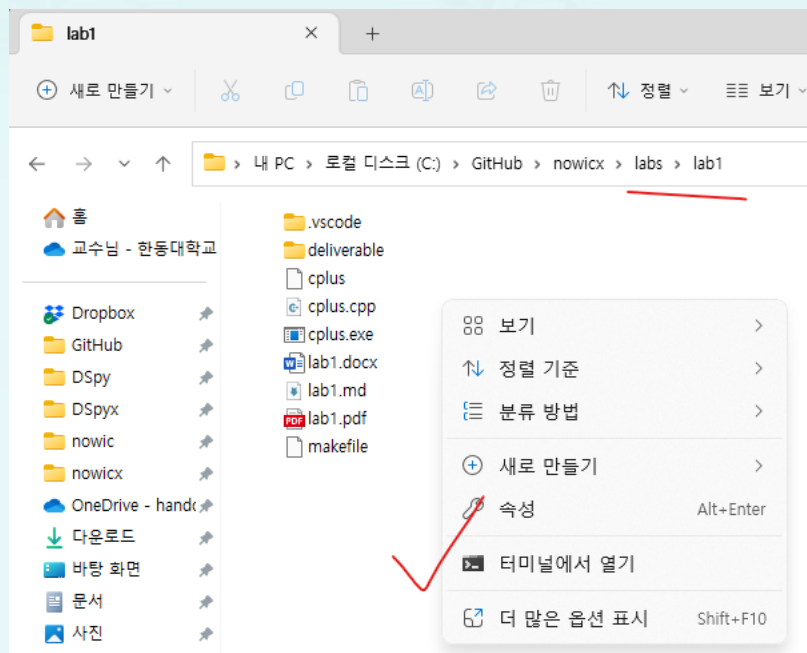 lab1
새로 만들기
정렬
보기
내 PC > 로컬 디스크 (C:) > GitHub > nowicx > labs > lab1
홈
교수님 - 한동대학교
Dropbox
GitHub
DSpy
DSpyx
nowic
nowicx
OneDrive - hando
다운로드
바탕 화면
문서
사진
.vscode
deliverable
cplus
cplus.cpp
cplus.exe
lab1.docx
lab1.md
lab1.pdf
makefile
보기
정렬 기준
분류 방법
새로 만들기
속성 Alt+Enter
터미널에서 열기
더 많은 옵션 표시 Shift+F10